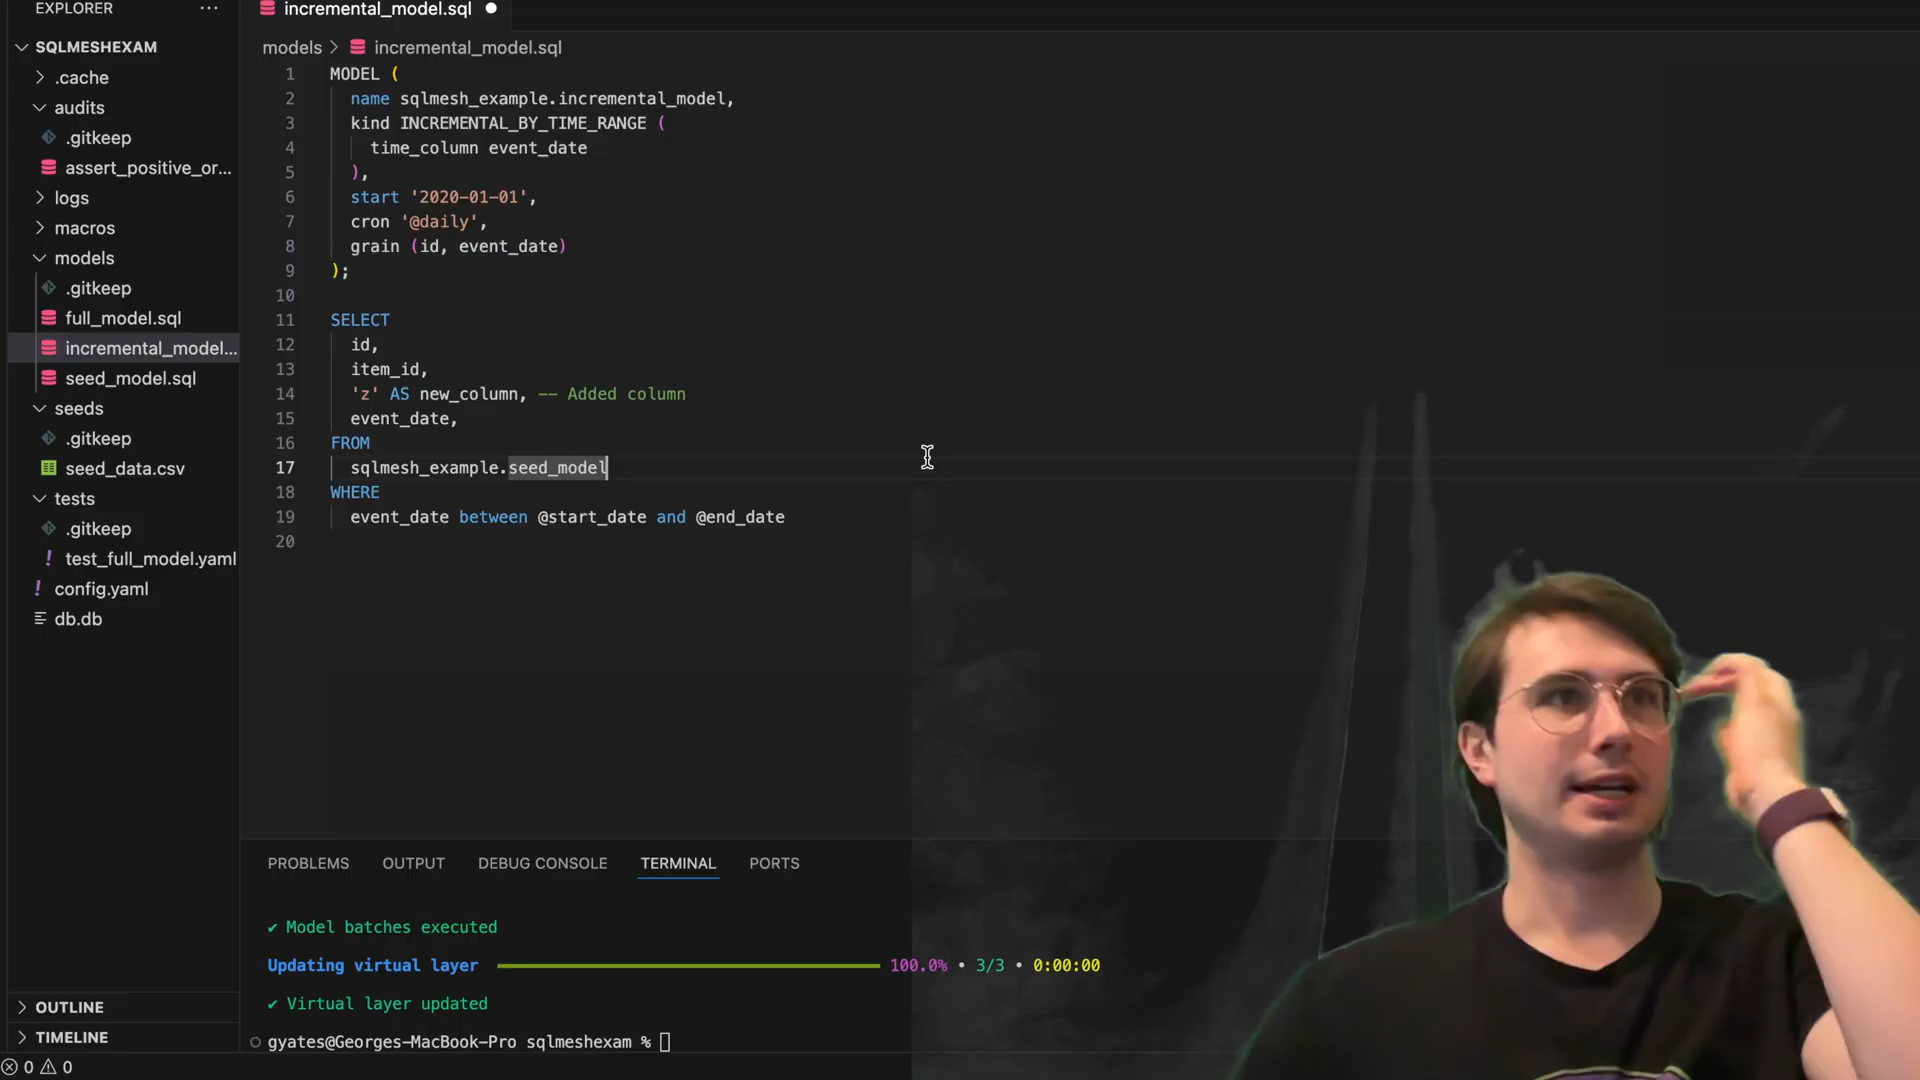 EXPLORER
SQLMESHEXAM
.cache
audits
.gitkeep
assert_positive_or...
logs
macros
models
.gitkeep
full_model.sql
incremental_model...
seed_model.sql
seeds
.gitkeep
seed_data.csv
tests
.gitkeep
! test_full_model.yaml
! config.yaml
db.db
OUTLINE
TIMELINE
0 0
incremental_model.sql
models > incremental_model.sql
1 MODEL (
2 name sqlmesh_example.incremental_model,
3 kind INCREMENTAL_BY_TIME_RANGE (
4 time_column event_date
5 ),
6 start '2020-01-01',
7 cron '@daily',
8 grain (id, event_date)
9 );
10
11 SELECT
12 id,
13 item_id,
14 'z' AS new_column, -- Added column
15 event_date,
16 FROM
17 sqlmesh_example.seed_model
18 WHERE
19 event_date between @start_date and @end_date
20
PROBLEMS OUTPUT DEBUG CONSOLE TERMINAL PORTS
✔ Model batches executed
Updating virtual layer 100.0% • 3/3 • 0:00:00
✔ Virtual layer updated
gyates@Georges-MacBook-Pro sqlmeshexam %